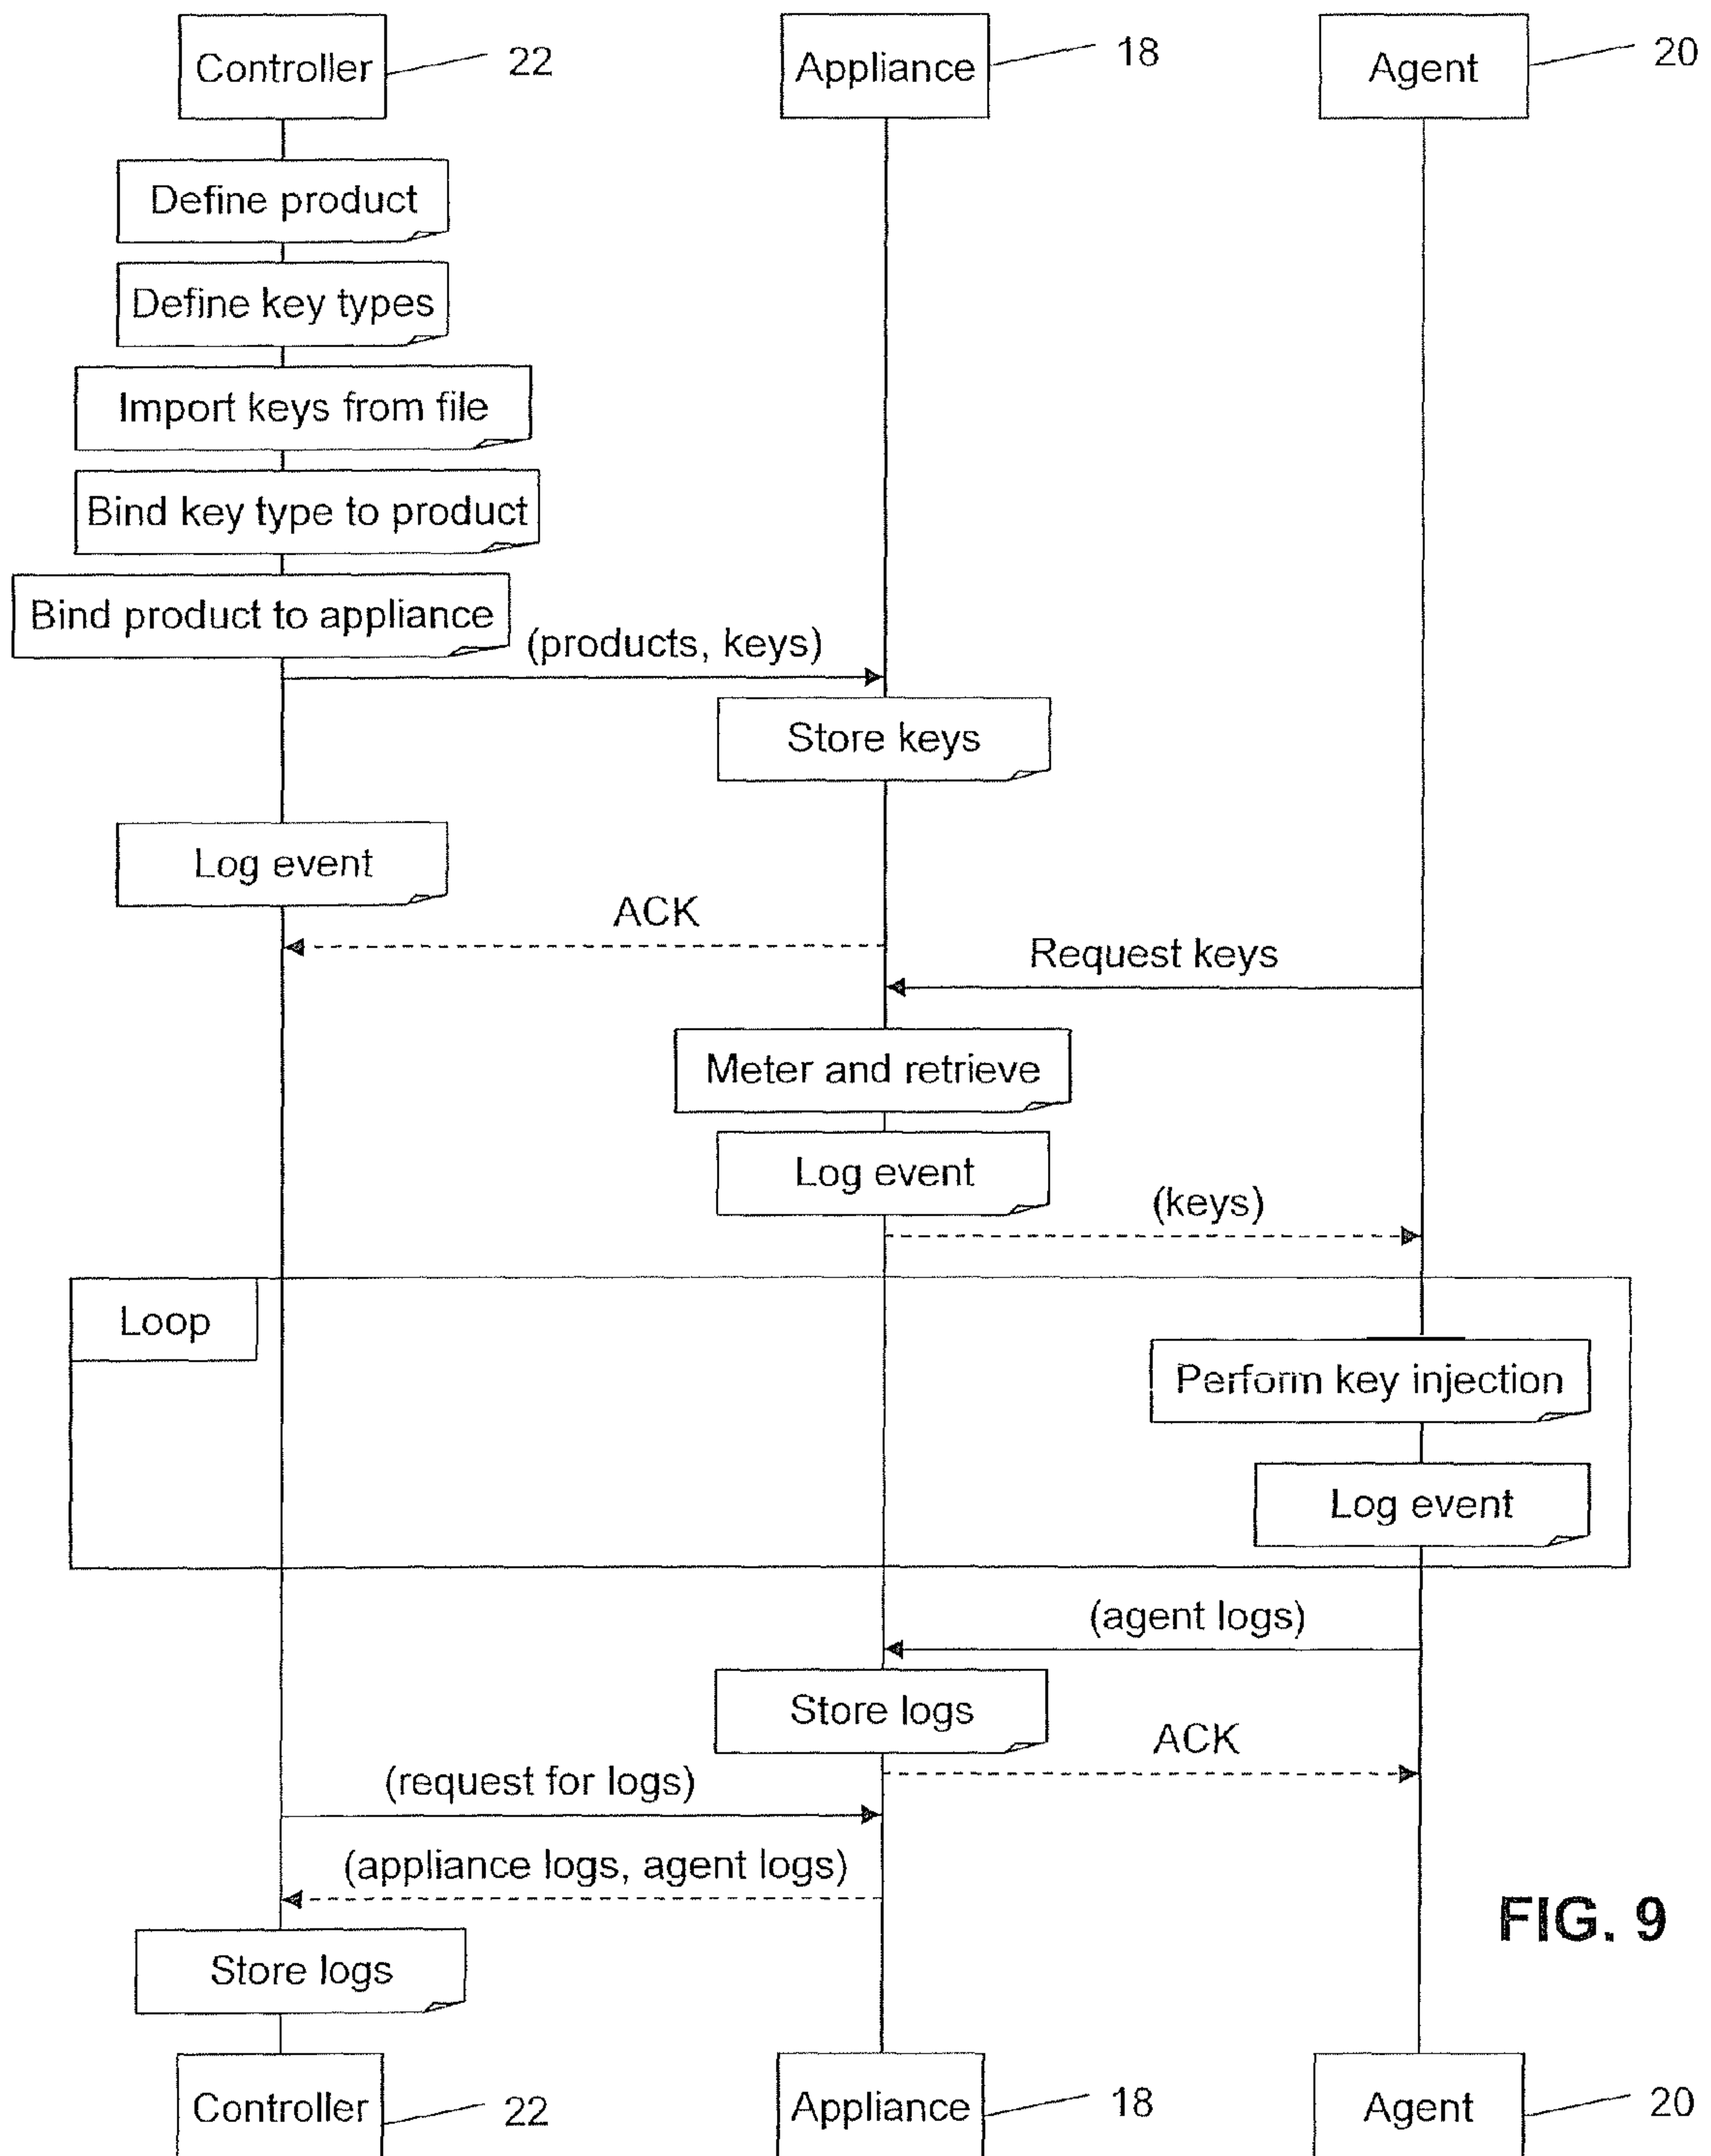 Controller 22 Appliance 18 Agent 20
Define product
Define key types
Import keys from file
Bind key type to product
Bind product to appliance
(products, keys)
Store keys
Log event
ACK
Request keys
Meter and retrieve
Log event
(keys)
Loop
Perform key injection
Log event
(agent logs)
Store logs
ACK
(request for logs)
(appliance logs, agent logs)
FIG. 9
Store logs
Controller 22 Appliance 18 Agent 20